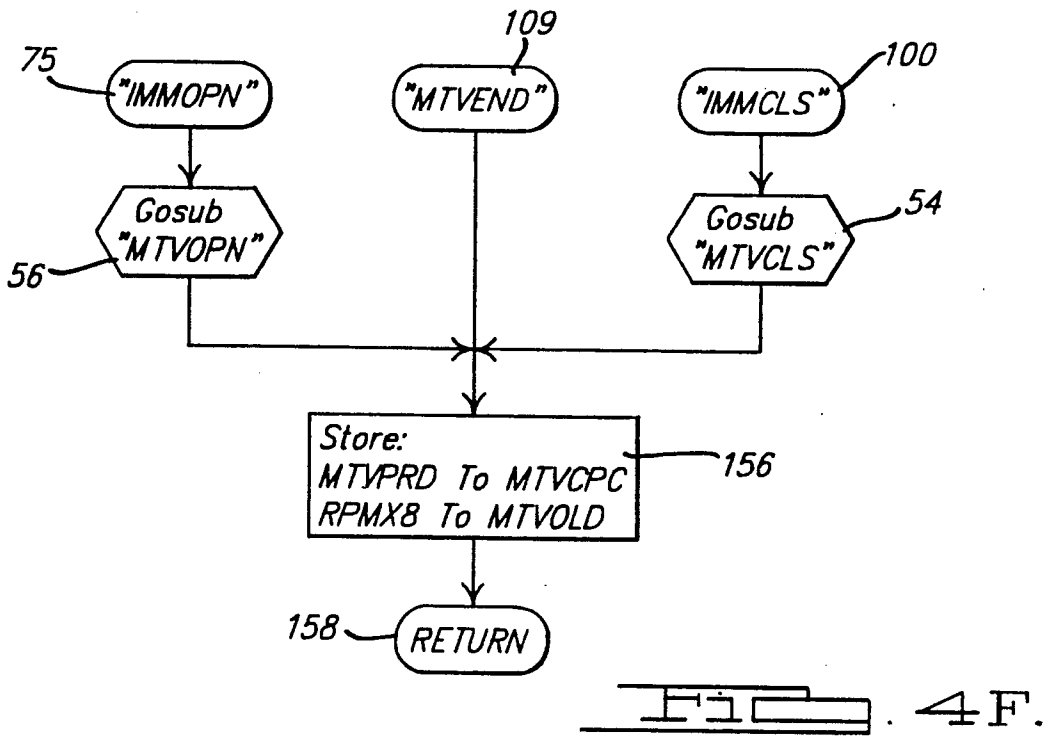 75
109
100
"IMMOPN"
"MTVEND"
"IMMCLS"
Gosub
"MTVOPN"
56
Gosub
"MTVCLS"
54
Store:
MTVPRD To MTVCPC
RPMX8 To MTVOLD
156
158
RETURN
FIG. 4F.